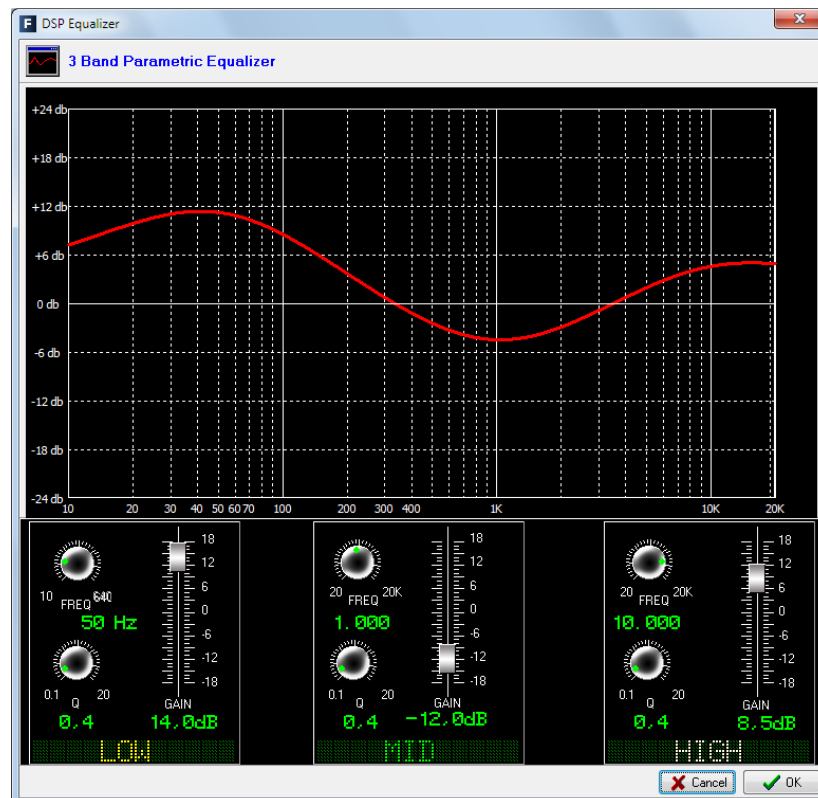 F DSP Equalizer x
3 Band Parametric Equalizer
+24 db
+18 db
+12 db
+6 db
0 db
-6 db
-12 db
-18 db
-24 db
10 20 30 40 50 60 70 100 200 300 400 1K 10K 20K
10 640
FREQ
50 Hz
0.1 20
Q
0,4
18
12
6
0
-6
-12
-18
GAIN
14,0dB
LOW
20 20K
FREQ
1.000
0.1 20
Q
0,4
18
12
6
0
-6
-12
-18
GAIN
-12,0dB
MID
20 20K
FREQ
10.000
0.1 20
Q
0,4
18
12
6
0
-6
-12
-18
GAIN
8,5dB
HIGH
Cancel OK